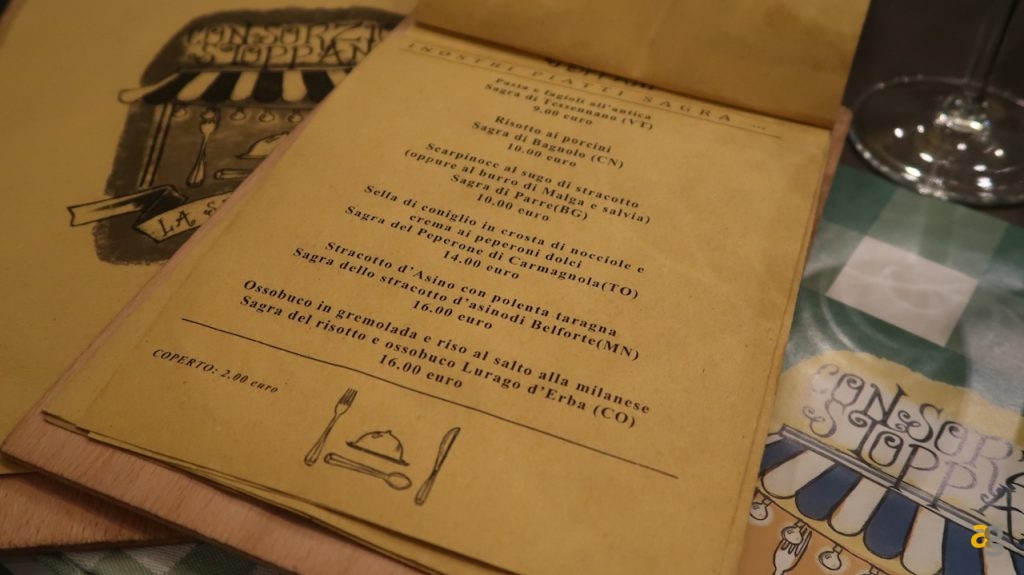 CONSORZIO
STOPPANI
LA S
I NOSTRI PIATTI SAGRA ...
Pasta e fagioli all'antica
Sagra di Tessennano (VT)
9.00 euro
Risotto ai porcini
Sagra di Bagnolo (CN)
10.00 euro
Scarpinocc al sugo di stracotto
(oppure al burro di Malga e salvia)
Sagra di Parre(BG)
10.00 euro
Sella di coniglio in crosta di nocciole e
crema ai peperoni dolci
Sagra del Peperone di Carmagnola(TO)
14.00 euro
Stracotto d'Asino con polenta taragna
Sagra dello stracotto d'asinodi Belforte(MN)
16.00 euro
Ossobuco in gremolada e riso al salto alla milanese
Sagra del risotto e ossobuco Lurago d'Erba (CO)
16.00 euro
COPERTO: 2.00 euro
CONSOR
STOPPA